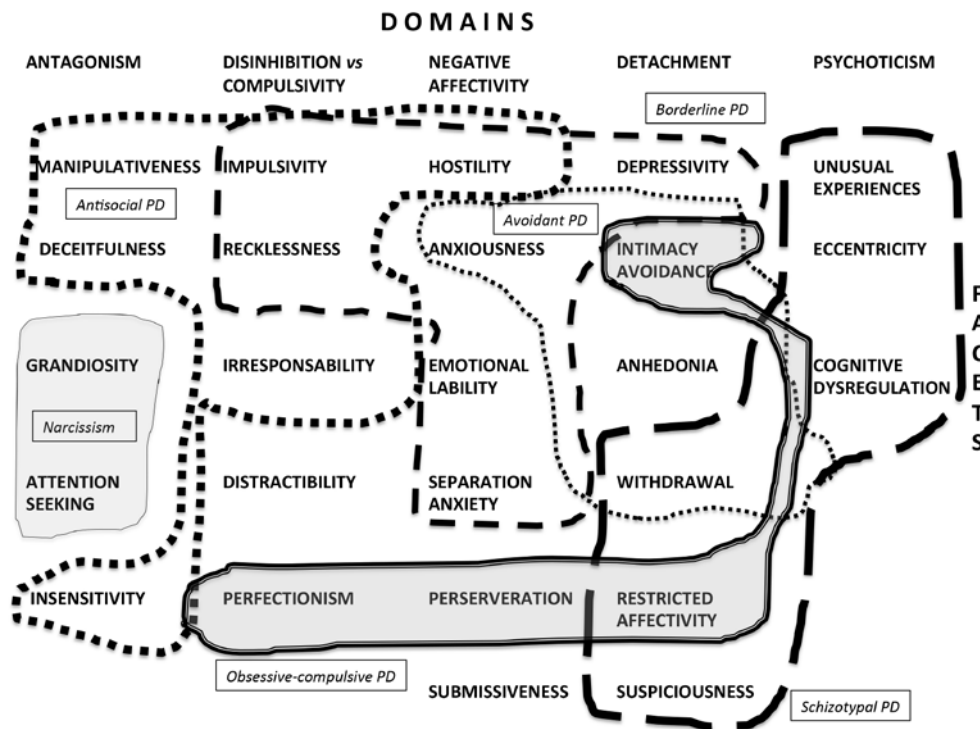 DOMAINS
ANTAGONISM
DISINHIBITION vs
COMPULSIVITY
NEGATIVE
AFFECTIVITY
DETACHMENT
PSYCHOTICISM
Borderline PD
MANIPULATIVENESS
IMPULSIVITY
HOSTILITY
DEPRESSIVITY
UNUSUAL
EXPERIENCES
Antisocial PD
Avoidant PD
DECEITFULNESS
RECKLESSNESS
ANXIOUSNESS
INTIMACY
AVOIDANCE
ECCENTRICITY
GRANDIOSITY
IRRESPONSABILITY
EMOTIONAL
LABILITY
ANHEDONIA
COGNITIVE
DYSREGULATION
Narcissism
ATTENTION
SEEKING
DISTRACTIBILITY
SEPARATION
ANXIETY
WITHDRAWAL
INSENSITIVITY
PERFECTIONISM
PERSERVERATION
RESTRICTED
AFFECTIVITY
Obsessive-compulsive PD
SUBMISSIVENESS
SUSPICIOUSNESS
Schizotypal PD
F
A
C
E
T
S